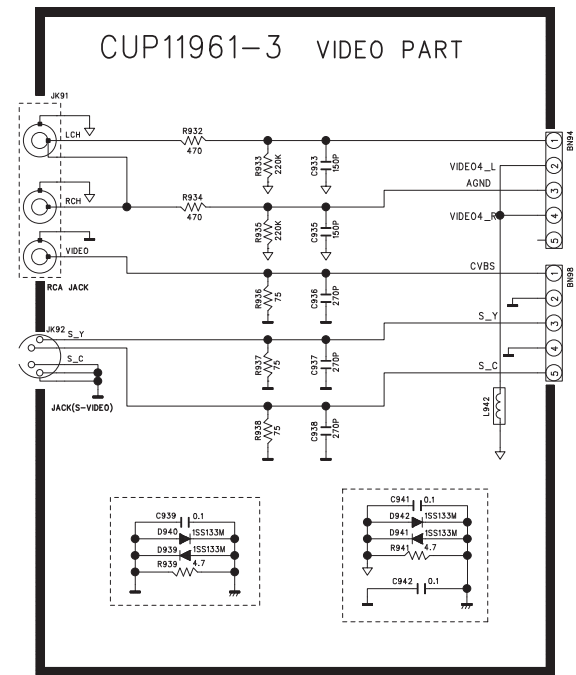 CUP11961-3 VIDEO PART
JK91
LCH
R932
470
R933
220K
C933
150P
1
BN94
VIDEO4_L
2
RCH
R934
470
AGND
3
R935
220K
C935
150P
VIDEO4_R
4
5
VIDEO
CVBS
1
BN98
RCA JACK
R936
75
C936
270P
2
JK92
S_Y
S_Y
3
R937
75
C937
270P
4
S_C
S_C
5
JACK(S-VIDEO)
R938
75
C938
270P
L942
C939 0.1
D940 1SS133M
D939 1SS133M
R939 4.7
C941 0.1
D942 1SS133M
D941 1SS133M
R941 4.7
C942 0.1